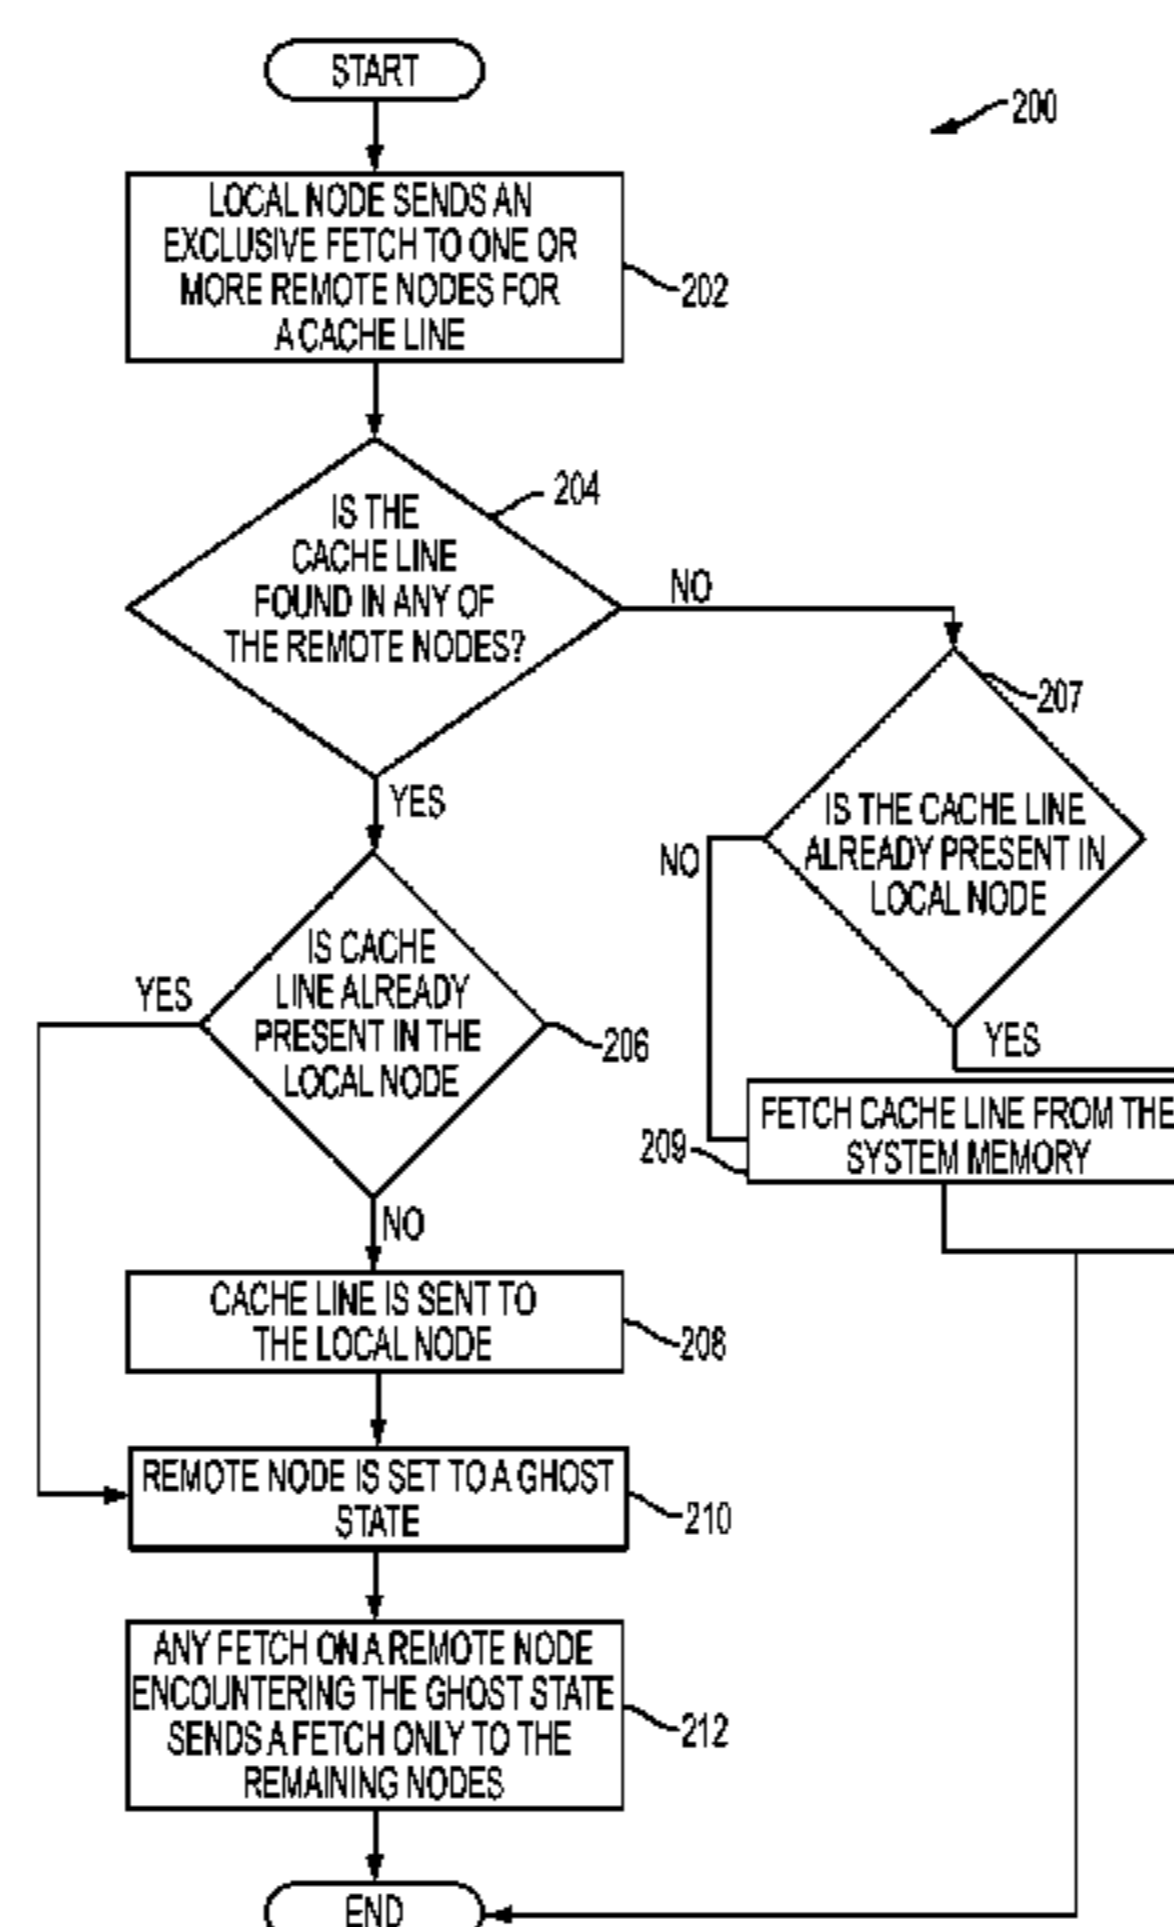 START
200
LOCAL NODE SENDS AN
EXCLUSIVE FETCH TO ONE OR
MORE REMOTE NODES FOR
A CACHE LINE
202
204
IS THE
CACHE LINE
FOUND IN ANY OF
THE REMOTE NODES?
NO
YES
207
IS THE CACHE LINE
ALREADY PRESENT IN
LOCAL NODE
NO
YES
IS CACHE
LINE ALREADY
PRESENT IN THE
LOCAL NODE
YES
206
NO
FETCH CACHE LINE FROM THE
SYSTEM MEMORY
209
CACHE LINE IS SENT TO
THE LOCAL NODE
208
REMOTE NODE IS SET TO A GHOST
STATE
210
ANY FETCH ON A REMOTE NODE
ENCOUNTERING THE GHOST STATE
SENDS A FETCH ONLY TO THE
REMAINING NODES
212
END